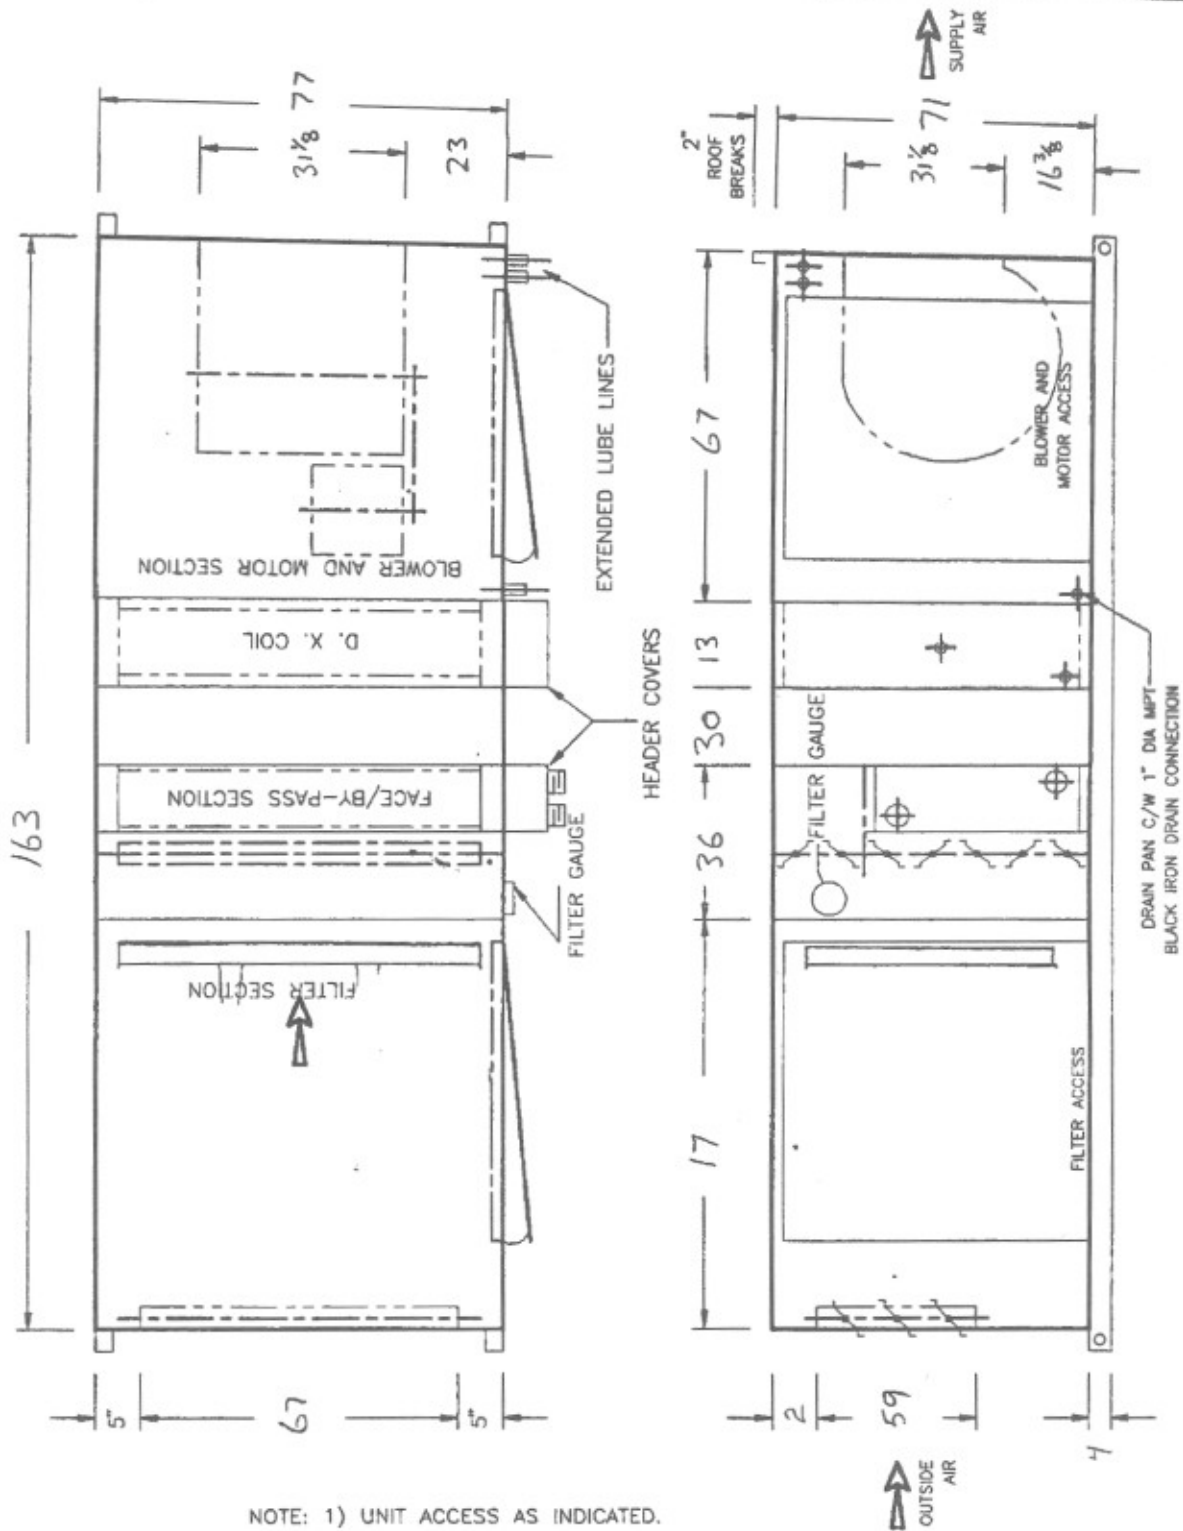 SUPPLY
AIR
163
77
31⅛
23
BLOWER AND MOTOR SECTION
D. X. COIL
FACE/BY-PASS SECTION
FILTER SECTION
EXTENDED LUBE LINES
HEADER COVERS
FILTER GAUGE
5"
67
5"
2"
ROOF
BREAKS
71
31⅛
16⅜
67
13
30
36
17
BLOWER AND
MOTOR ACCESS
FILTER GAUGE
FILTER ACCESS
DRAIN PAN C/W 1" DIA MPT
BLACK IRON DRAIN CONNECTION
2
59
4
OUTSIDE
AIR
NOTE: 1) UNIT ACCESS AS INDICATED.